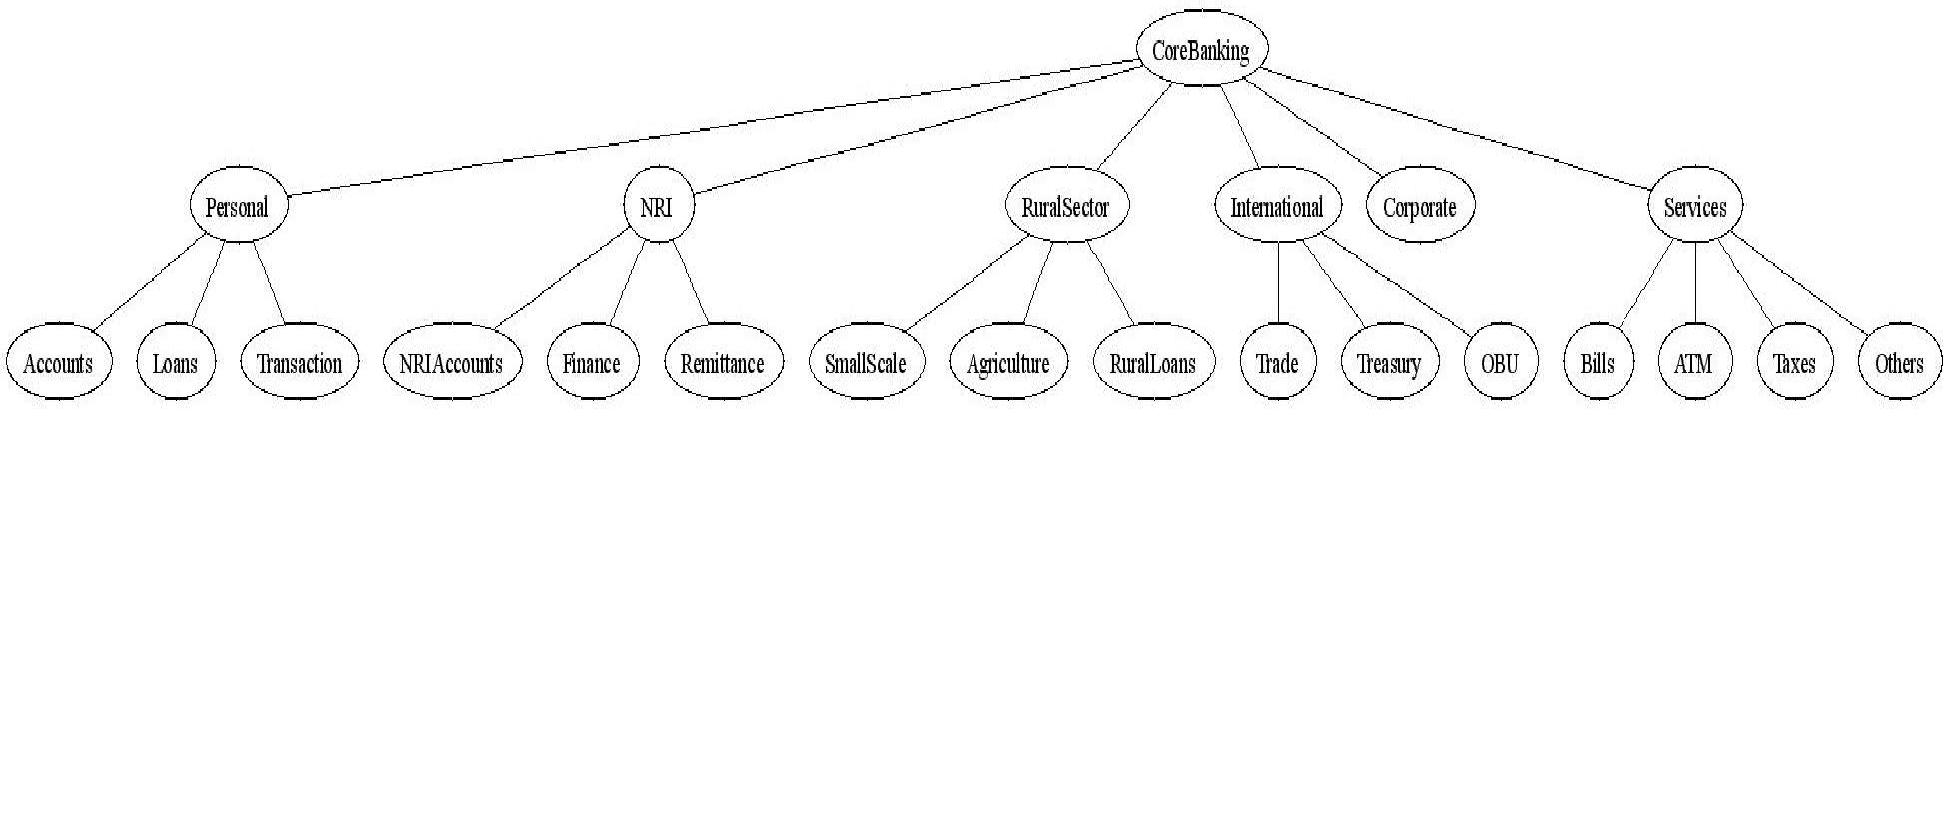 CoreBanking
Personal NRI RuralSector International Corporate Services
Accounts Loans Transaction NRIAccounts Finance Remittance SmallScale Agriculture RuralLoans Trade Treasury OBU Bills ATM Taxes Others